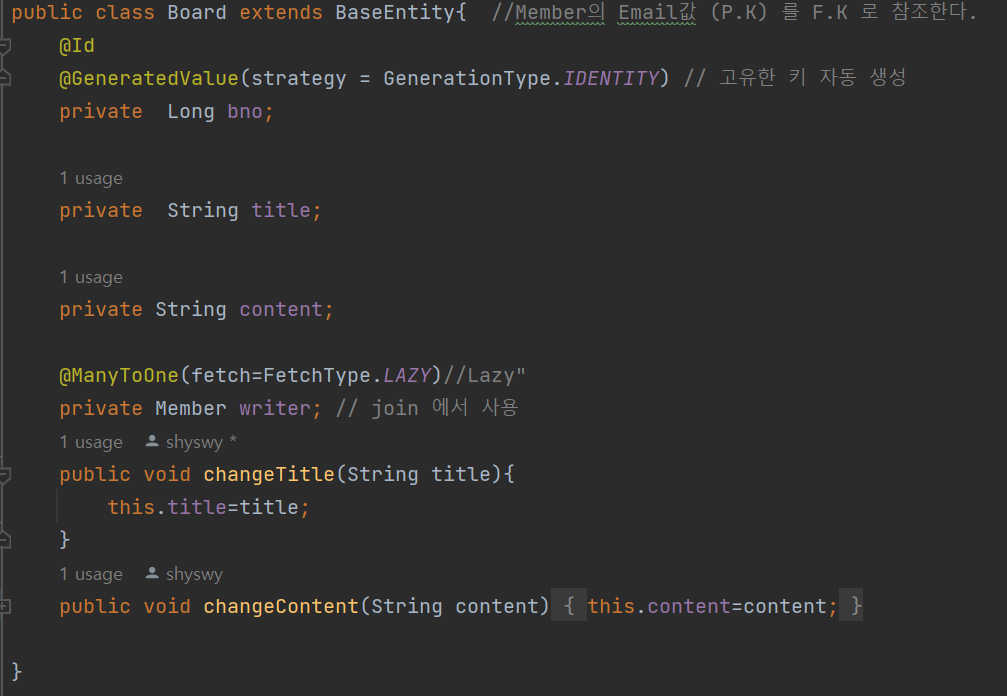 public class Board extends BaseEntity{  //Member의 Email값 (P.K) 를 F.K 로 참조한다.
@Id
@GeneratedValue(strategy = GenerationType.IDENTITY) // 고유한 키 자동 생성
private  Long bno;
1 usage
private  String title;
1 usage
private String content;
@ManyToOne(fetch=FetchType.LAZY)//Lazy"
private Member writer; // join 에서 사용
1 usage  shyswy *
public void changeTitle(String title){
this.title=title;
}
1 usage  shyswy
public void changeContent(String content) { this.content=content; }
}